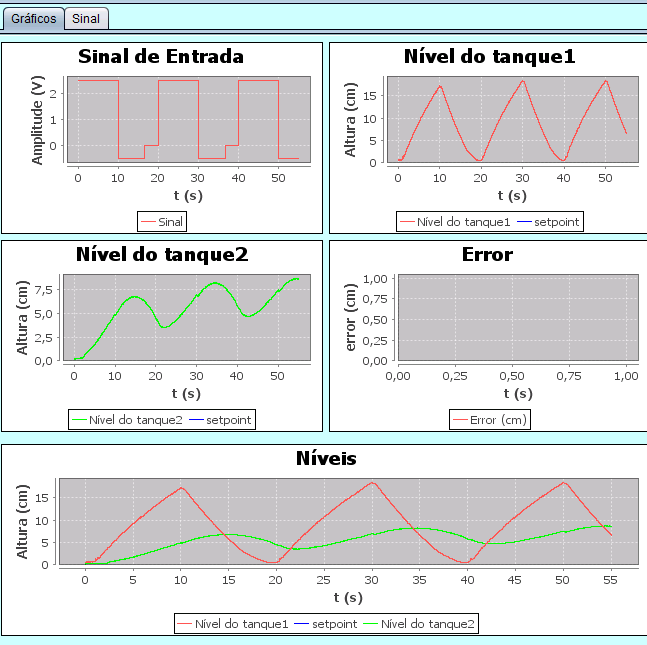 Gráficos Sinal
Sinal de Entrada
Amplitude (V)
2
1
0
0 10 20 30 40 50
t (s)
Sinal
Nível do tanque1
Altura (cm)
15
10
5
0
0 10 20 30 40 50
t (s)
Nível do tanque1 setpoint
Nível do tanque2
Altura (cm)
7,5
5,0
2,5
0,0
0 10 20 30 40 50
t (s)
Nível do tanque2 setpoint
Error
error (cm)
1,00
0,75
0,50
0,25
0,00
0,00 0,25 0,50 0,75 1,00
t (s)
Error (cm)
Níveis
Altura (cm)
15
10
5
0
0 5 10 15 20 25 30 35 40 45 50 55
t (s)
Nível do tanque1 setpoint Nível do tanque2